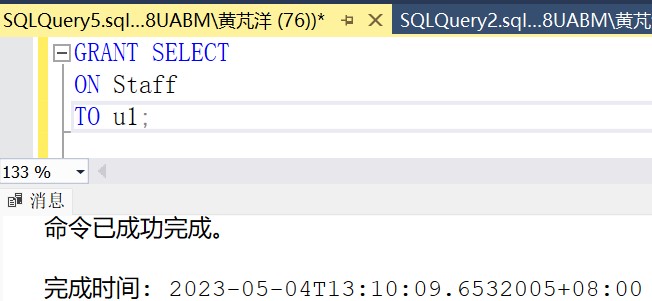 SQLQuery5.sql...8UABM\黄芃洋 (76))* SQLQuery2.sql...8UABM\黄芃
GRANT SELECT
ON Staff
TO u1;
133 %
消息
命令已成功完成。
完成时间: 2023-05-04T13:10:09.6532005+08:00